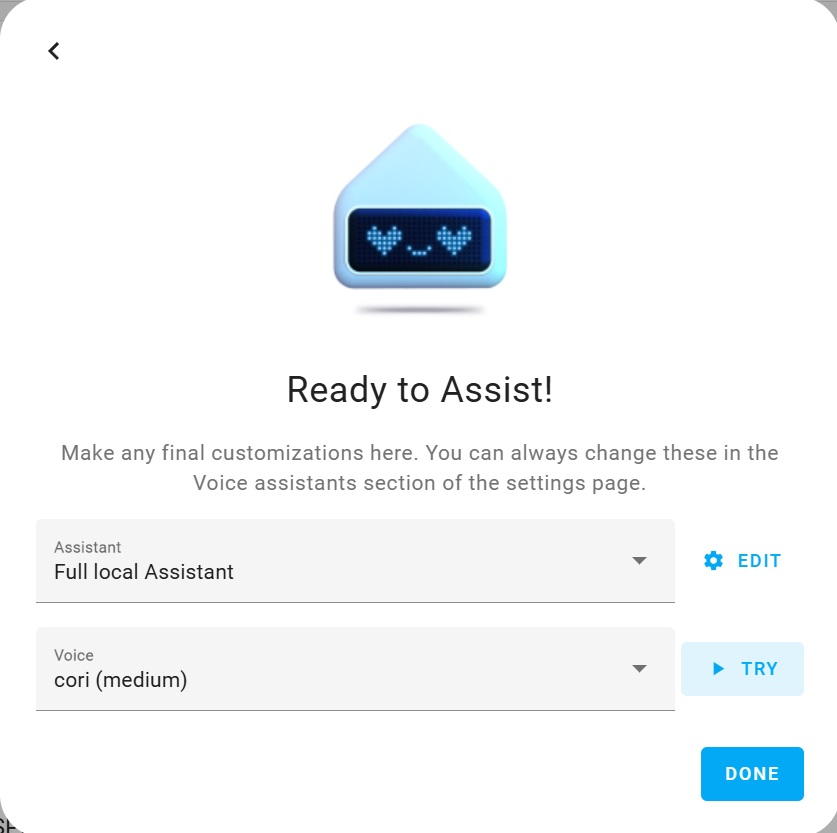 Ready to Assist!
Make any final customizations here. You can always change these in the
Voice assistants section of the settings page.
Assistant
Full local Assistant
EDIT
Voice
cori (medium)
TRY
DONE